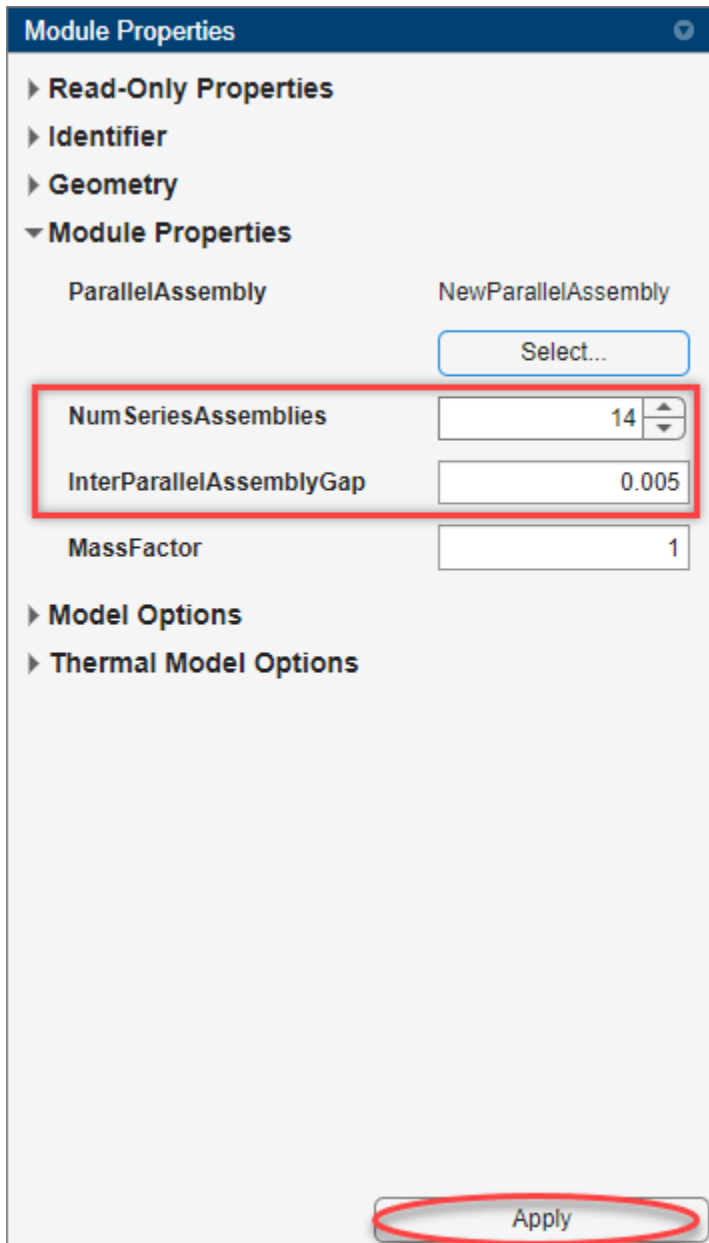 Module Properties
Read-Only Properties
Identifier
Geometry
Module Properties
ParallelAssembly NewParallelAssembly
Select...
NumSeriesAssemblies 14
InterParallelAssemblyGap 0.005
MassFactor 1
Model Options
Thermal Model Options
Apply